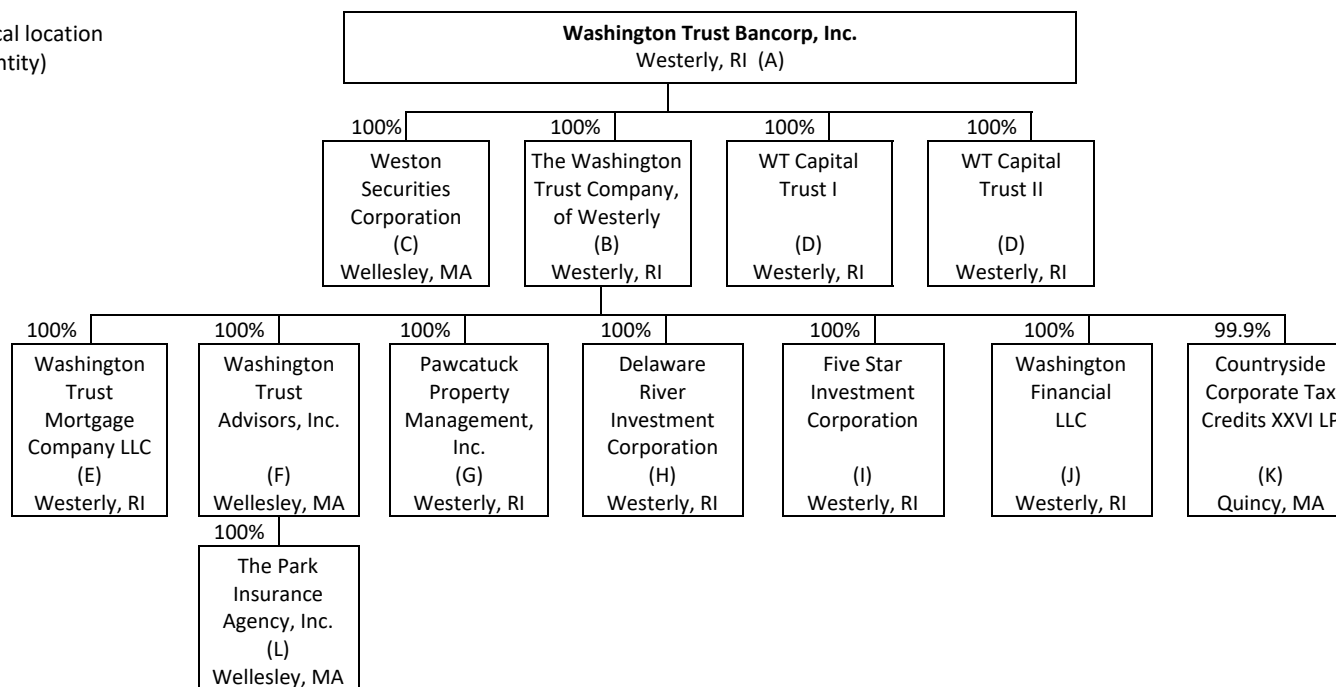 cal location
ntity)
Washington Trust Bancorp, Inc.
Westerly, RI (A)
100%
Weston
Securities
Corporation
(C)
Wellesley, MA
100%
The Washington
Trust Company,
of Westerly
(B)
Westerly, RI
100%
WT Capital
Trust I
(D)
Westerly, RI
100%
WT Capital
Trust II
(D)
Westerly, RI
100%
Washington
Trust
Mortgage
Company LLC
(E)
Westerly, RI
100%
Washington
Trust
Advisors, Inc.
(F)
Wellesley, MA
100%
Pawcatuck
Property
Management,
Inc.
(G)
Westerly, RI
100%
Delaware
River
Investment
Corporation
(H)
Westerly, RI
100%
Five Star
Investment
Corporation
(I)
Westerly, RI
100%
Washington
Financial
LLC
(J)
Westerly, RI
99.9%
Countryside
Corporate Tax
Credits XXVI LP
(K)
Quincy, MA
100%
The Park
Insurance
Agency, Inc.
(L)
Wellesley, MA